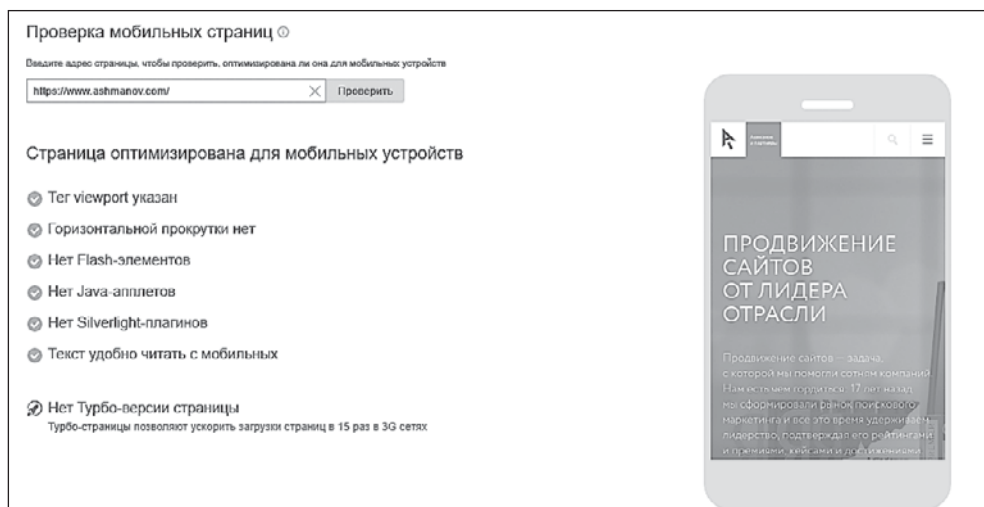 Проверка мобильных страниц
Введите адрес страницы, чтобы проверить, оптимизирована ли она для мобильных устройств
https://www.ashmanov.com/
Проверить
Страница оптимизирована для мобильных устройств
Тег viewport указан
Горизонтальной прокрутки нет
Нет Flash-элементов
Нет Java-апплетов
Нет Silverlight-плагинов
Текст удобно читать с мобильных
Нет Турбо-версии страницы
Турбо-страницы позволяют ускорить загрузки страниц в 15 раз в 3G сетях
ПРОДВИЖЕНИЕ
САЙТОВ
ОТ ЛИДЕРА
ОТРАСЛИ
Продвижение сайтов — задача,
с которой мы помогли сотням компаний.
Нам есть чем гордиться: 17 лет назад
мы сформировали рынок поискового
маркетинга и все это время удерживаем
лидерство, подтверждая его рейтингами
и премиями, кейсами и достижениями